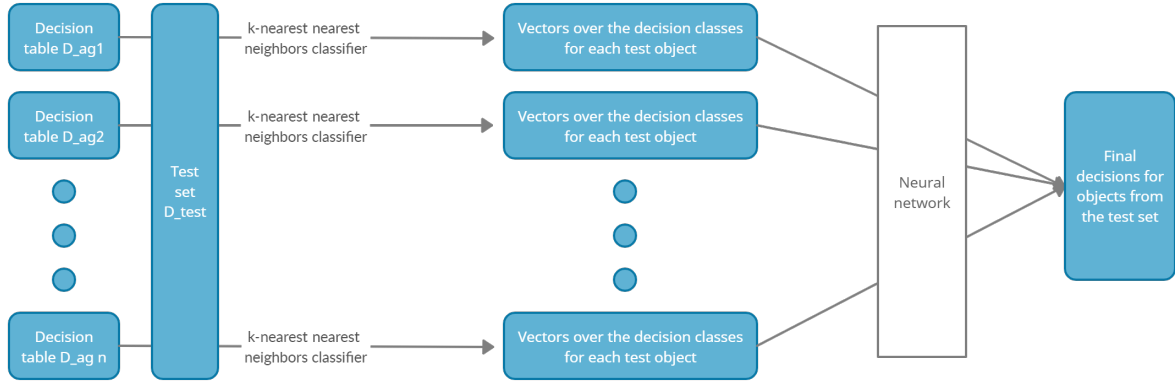 Decision
table D_ag1
k-nearest nearest
neighbors classifier
Vectors over the decision classes
for each test object
Decision
table D_ag2
k-nearest nearest
neighbors classifier
Vectors over the decision classes
for each test object
Test
set
D_test
Neural
network
Final
decisions for
objects from
the test set
Decision
table D_ag n
k-nearest nearest
neighbors classifier
Vectors over the decision classes
for each test object